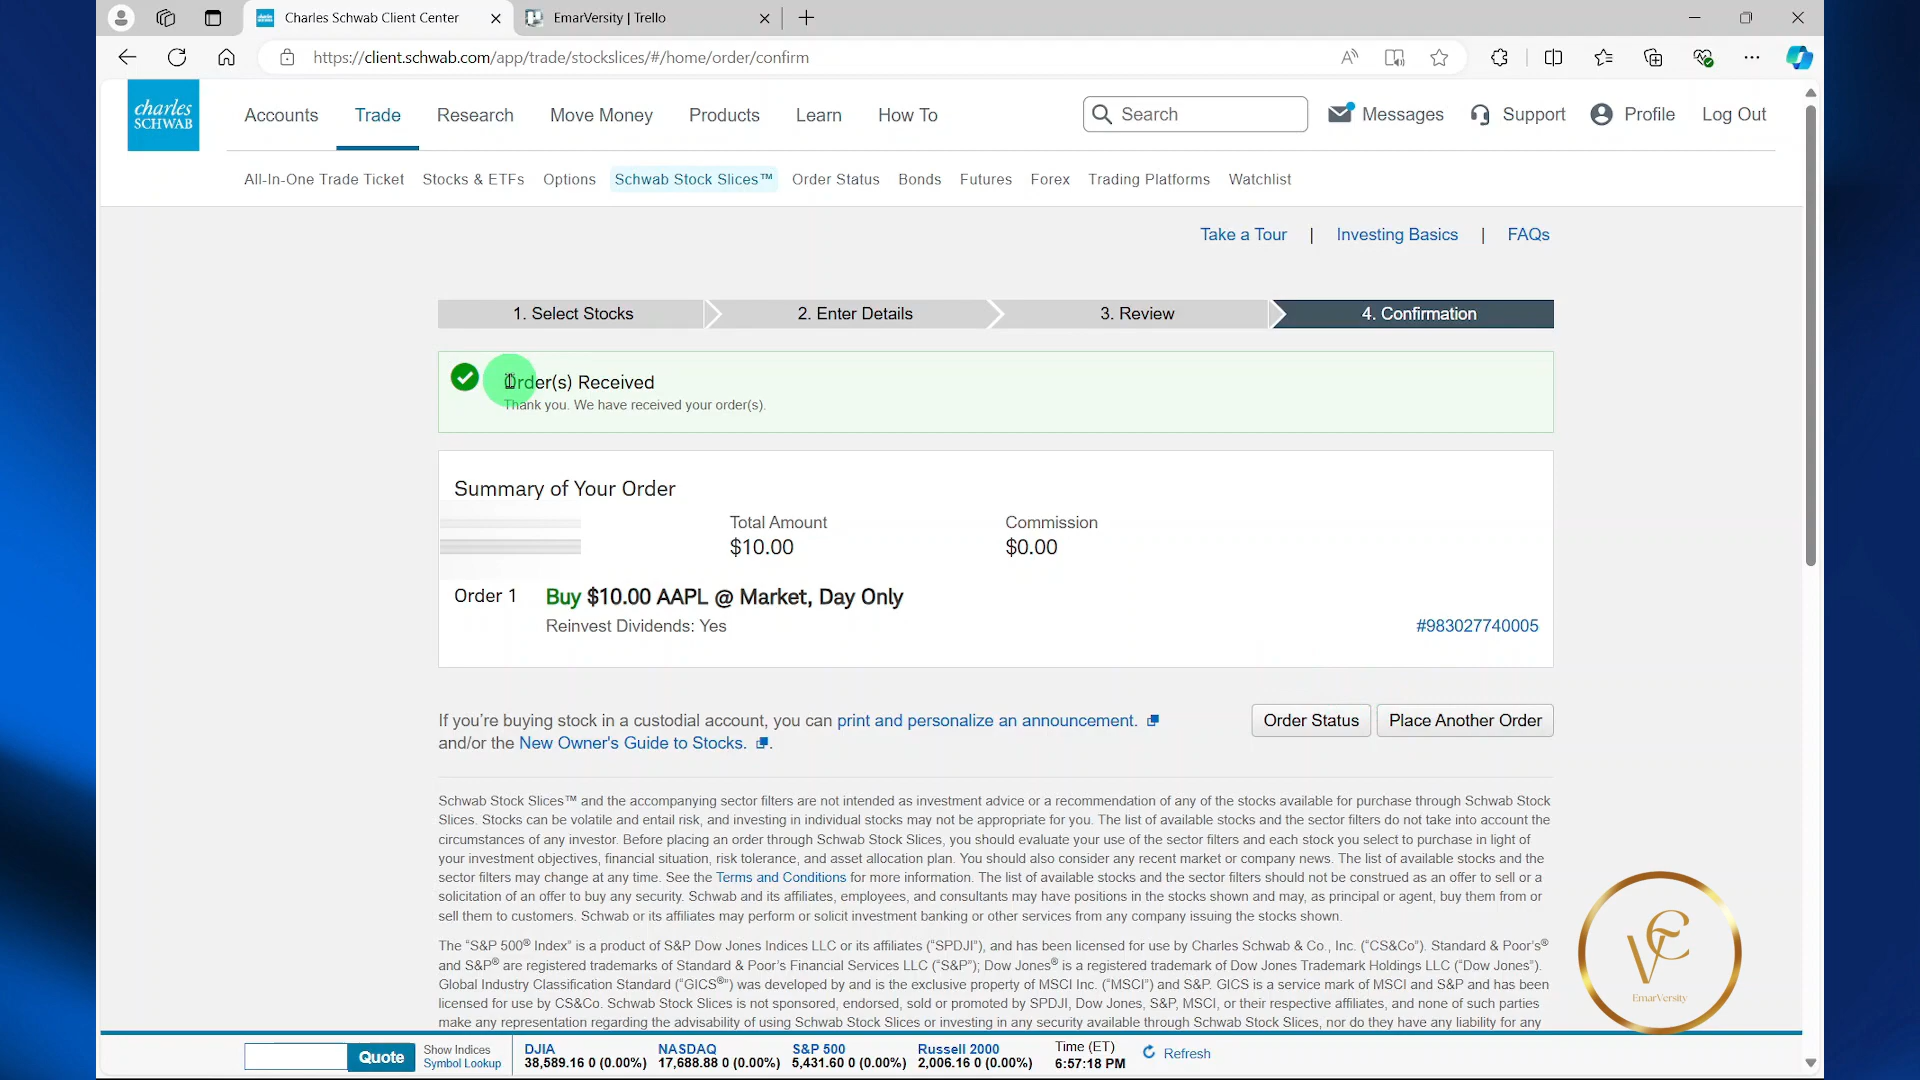 Charles Schwab Client Center
EmarVersity | Trello
https://client.schwab.com/app/trade/stockslices/#/home/order/confirm
charles SCHWAB
Accounts Trade Research Move Money Products Learn How To
Search Messages Support Profile Log Out
All-In-One Trade Ticket Stocks & ETFs Options Schwab Stock Slices™ Order Status Bonds Futures Forex Trading Platforms Watchlist
Take a Tour | Investing Basics | FAQs
1. Select Stocks 2. Enter Details 3. Review 4. Confirmation
Order(s) Received
Thank you. We have received your order(s).
Summary of Your Order
Total Amount Commission
$10.00 $0.00
Order 1 Buy $10.00 AAPL @ Market, Day Only
Reinvest Dividends: Yes #983027740005
If you're buying stock in a custodial account, you can print and personalize an announcement.
and/or the New Owner's Guide to Stocks. .
Order Status Place Another Order
Schwab Stock Slices™ and the accompanying sector filters are not intended as investment advice or a recommendation of any of the stocks available for purchase through Schwab Stock
Slices. Stocks can be volatile and entail risk, and investing in individual stocks may not be appropriate for you. The list of available stocks and the sector filters do not take into account the
circumstances of any investor. Before placing an order through Schwab Stock Slices, you should evaluate your use of the sector filters and each stock you select to purchase in light of
your investment objectives, financial situation, risk tolerance, and asset allocation plan. You should also consider any recent market or company news. The list of available stocks and the
sector filters may change at any time. See the Terms and Conditions for more information. The list of available stocks and the sector filters should not be construed as an offer to sell or a
solicitation of an offer to buy any security. Schwab and its affiliates, employees, and consultants may have positions in the stocks shown and may, as principal or agent, buy them from or
sell them to customers. Schwab or its affiliates may perform or solicit investment banking or other services from any company issuing the stocks shown.
The “S&P 500® Index” is a product of S&P Dow Jones Indices LLC or its affiliates (“SPDJI”), and has been licensed for use by Charles Schwab & Co., Inc. (“CS&Co”). Standard & Poor's®
and S&P® are registered trademarks of Standard & Poor's Financial Services LLC (“S&P”); Dow Jones® is a registered trademark of Dow Jones Trademark Holdings LLC (“Dow Jones”).
Global Industry Classification Standard (“GICS®”) was developed by and is the exclusive property of MSCI Inc. (“MSCI”) and S&P. GICS is a service mark of MSCI and S&P and has been
licensed for use by CS&Co. Schwab Stock Slices is not sponsored, endorsed, sold or promoted by SPDJI, Dow Jones, S&P, MSCI, or their respective affiliates, and none of such parties
make any representation regarding the advisability of using Schwab Stock Slices or investing in any security available through Schwab Stock Slices, nor do they have any liability for any
EmarVersity
Quote Show Indices DJIA NASDAQ S&P 500 Russell 2000 Time (ET) Refresh
Symbol Lookup 38,589.16 0 (0.00%) 17,688.88 0 (0.00%) 5,431.60 0 (0.00%) 2,006.16 0 (0.00%) 6:57:18 PM